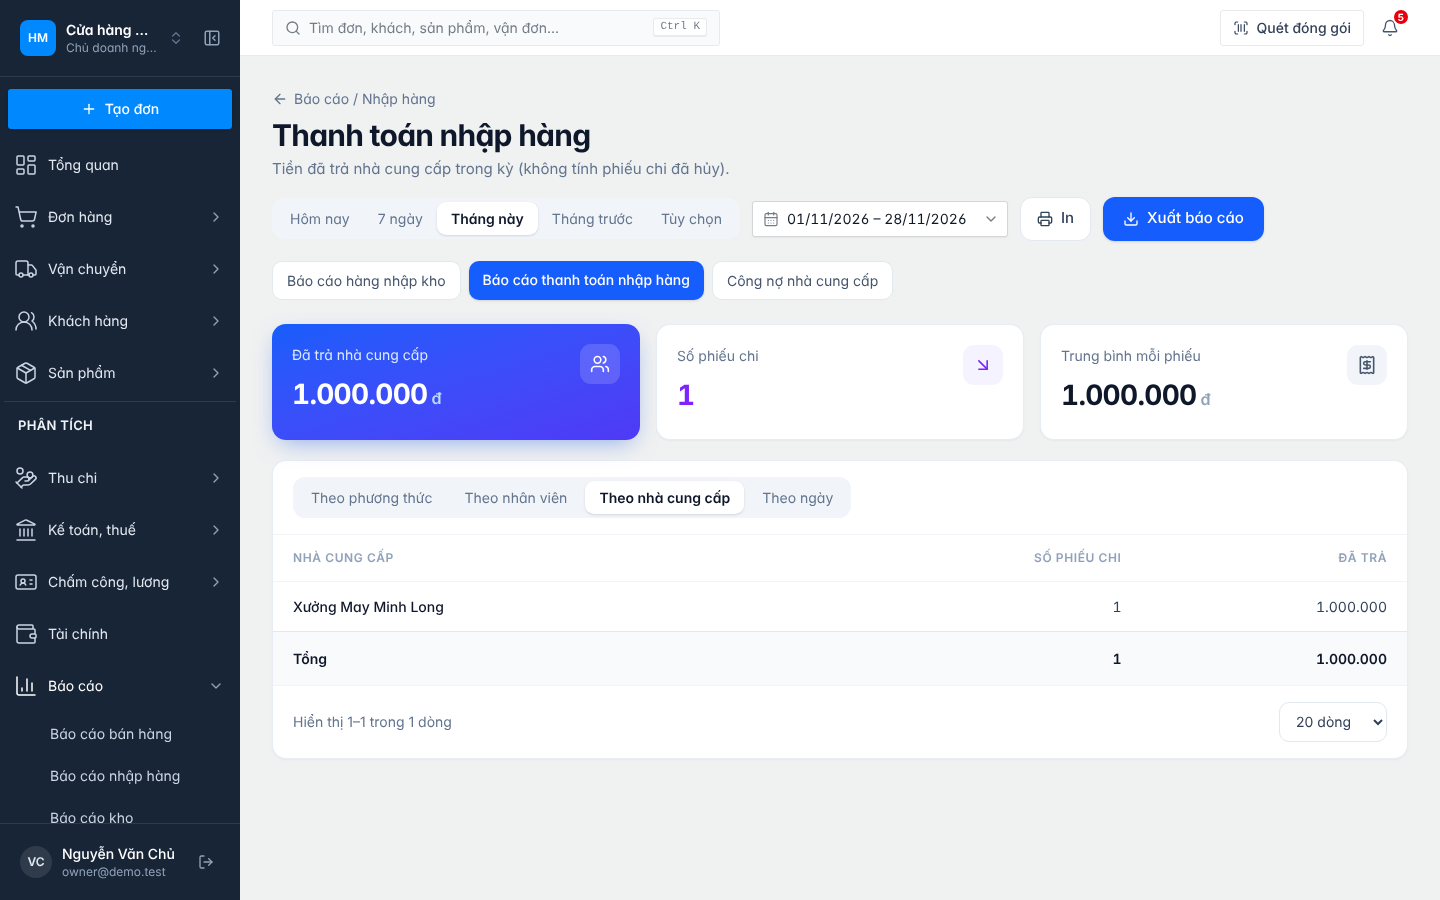 HM
Cửa hàng ...
Chủ doanh ng...
Tạo đơn
Tổng quan
Đơn hàng
Vận chuyển
Khách hàng
Sản phẩm
PHÂN TÍCH
Thu chi
Kế toán, thuế
Chấm công, lương
Tài chính
Báo cáo
Báo cáo bán hàng
Báo cáo nhập hàng
Báo cáo kho
VC
Nguyễn Văn Chủ
owner@demo.test
Tìm đơn, khách, sản phẩm, vận đơn...
Ctrl K
Quét đóng gói
5
Báo cáo / Nhập hàng
Thanh toán nhập hàng
Tiền đã trả nhà cung cấp trong kỳ (không tính phiếu chi đã hủy).
Hôm nay
7 ngày
Tháng này
Tháng trước
Tùy chọn
01/11/2026 – 28/11/2026
In
Xuất báo cáo
Báo cáo hàng nhập kho
Báo cáo thanh toán nhập hàng
Công nợ nhà cung cấp
Đã trả nhà cung cấp
1.000.000 đ
Số phiếu chi
1
Trung bình mỗi phiếu
1.000.000 đ
Theo phương thức
Theo nhân viên
Theo nhà cung cấp
Theo ngày
NHÀ CUNG CẤP
SỐ PHIẾU CHI
ĐÃ TRẢ
Xưởng May Minh Long
1
1.000.000
Tổng
1
1.000.000
Hiển thị 1–1 trong 1 dòng
20 dòng